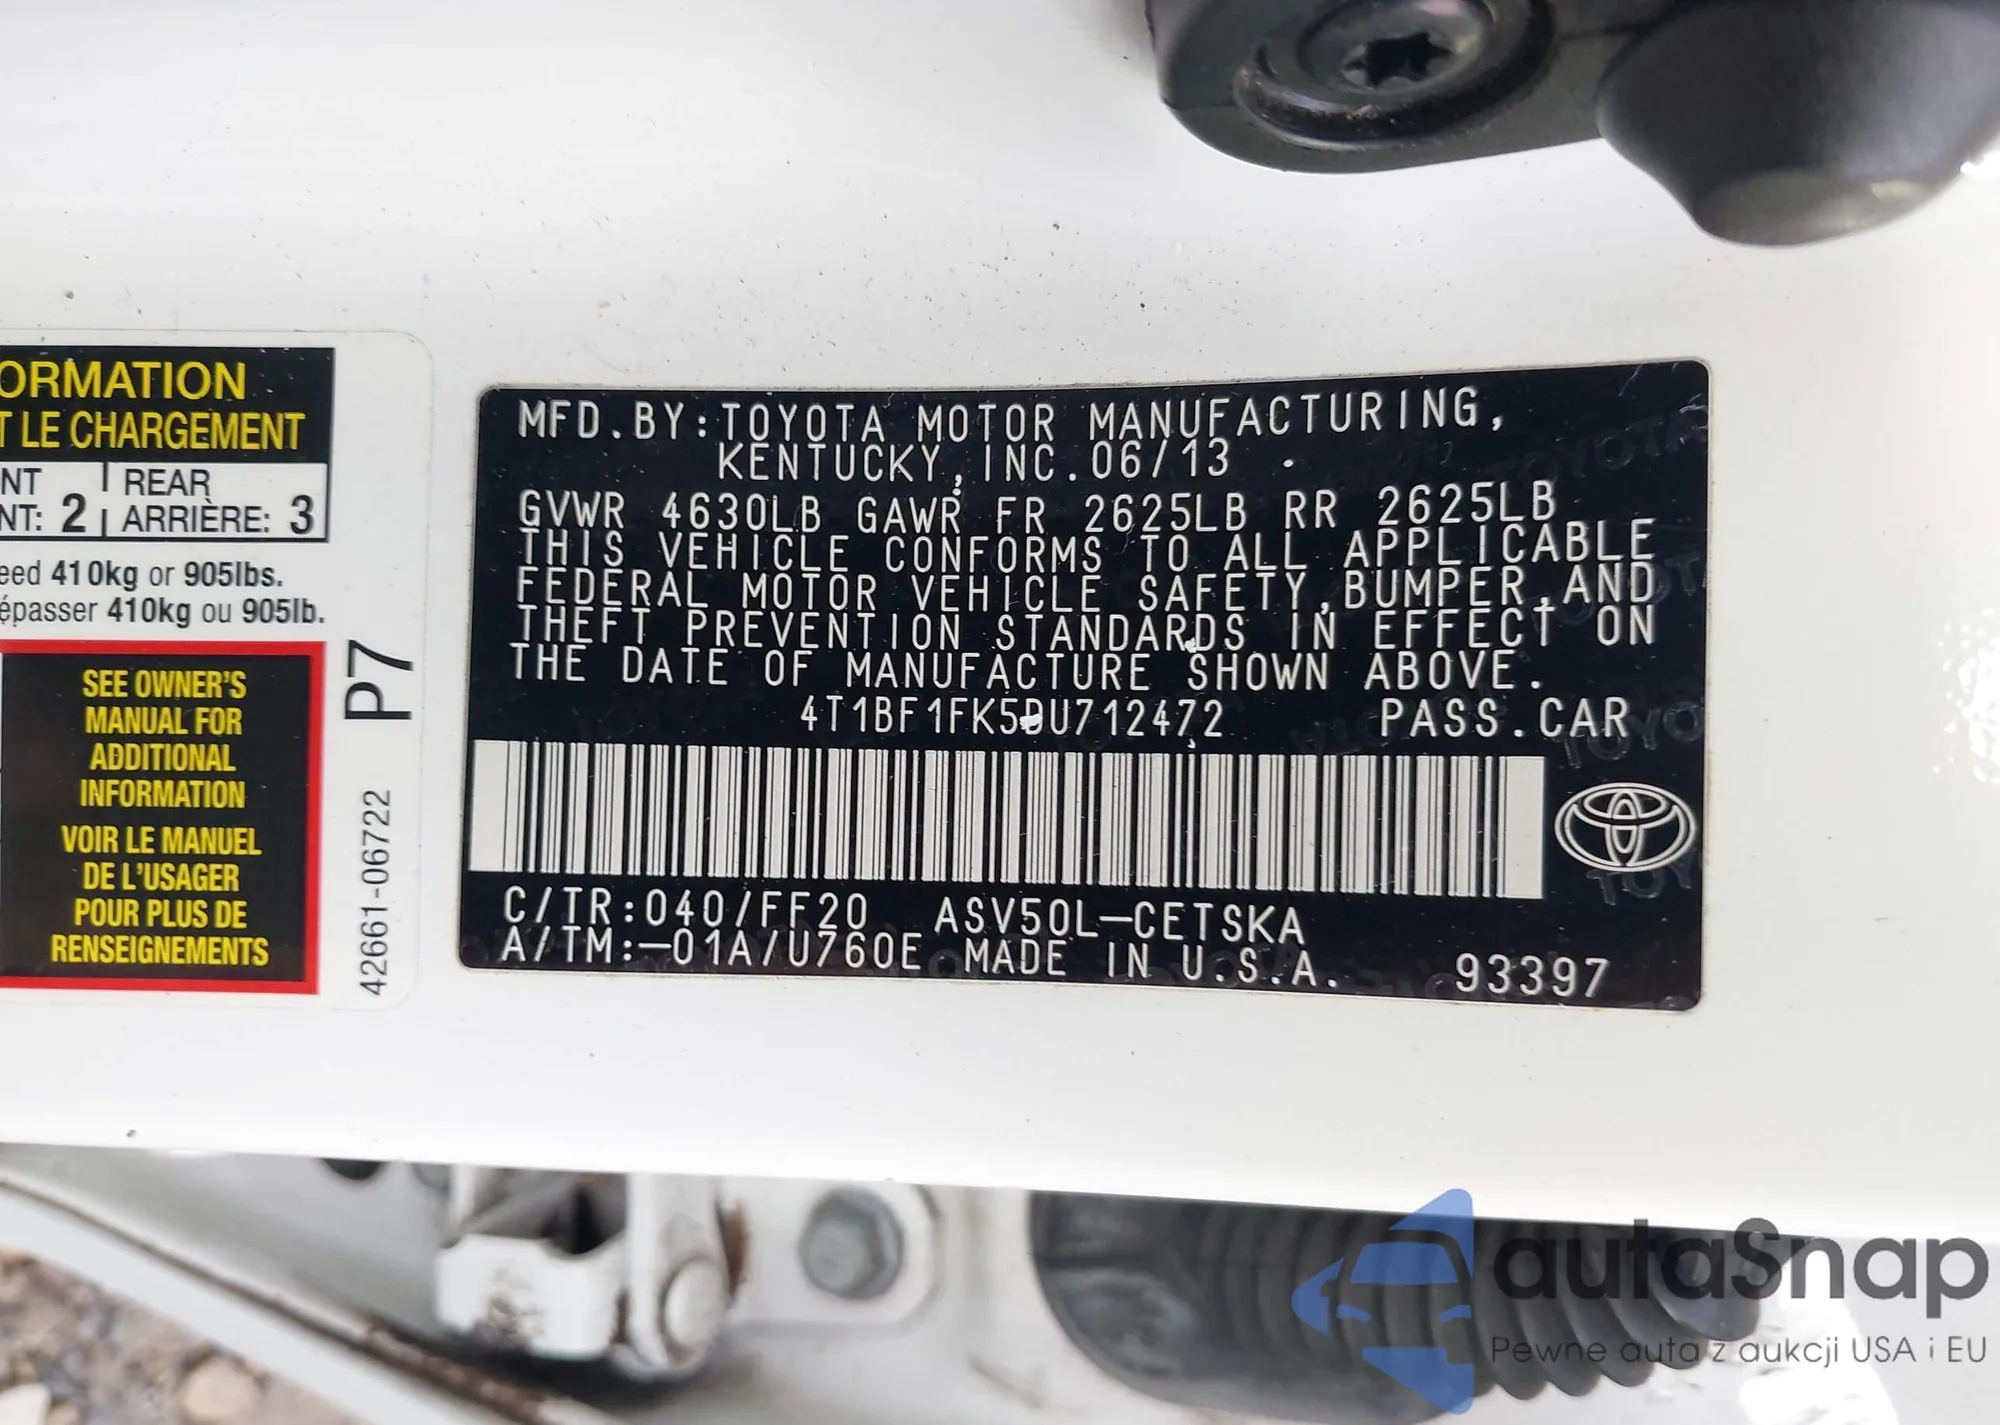 ORMATION
T LE CHARGEMENT
NT REAR
NT: 2 ARRIÈRE: 3
eed 410kg or 905lbs.
épasser 410kg ou 905lb.
SEE OWNER'S
MANUAL FOR
ADDITIONAL
INFORMATION
VOIR LE MANUEL
DE L'USAGER
POUR PLUS DE
RENSEIGNEMENTS
P7
42661-06722
MFD.BY:TOYOTA MOTOR MANUFACTURING,
KENTUCKY,INC.06/13
GVWR 4630LB GAWR FR 2625LB RR 2625LB
THIS VEHICLE CONFORMS TO ALL APPLICABLE
FEDERAL MOTOR VEHICLE SAFETY,BUMPER,AND
THEFT PREVENTION STANDARDS IN EFFECT ON
THE DATE OF MANUFACTURE SHOWN ABOVE.
4T1BF1FK5DU712472 PASS.CAR
C/TR:040/FF20 ASV50L-CETSKA
A/TM:-01A/U760E MADE IN U.S.A. 93397
autaSnap
Pewne auta z aukcji USA i EU